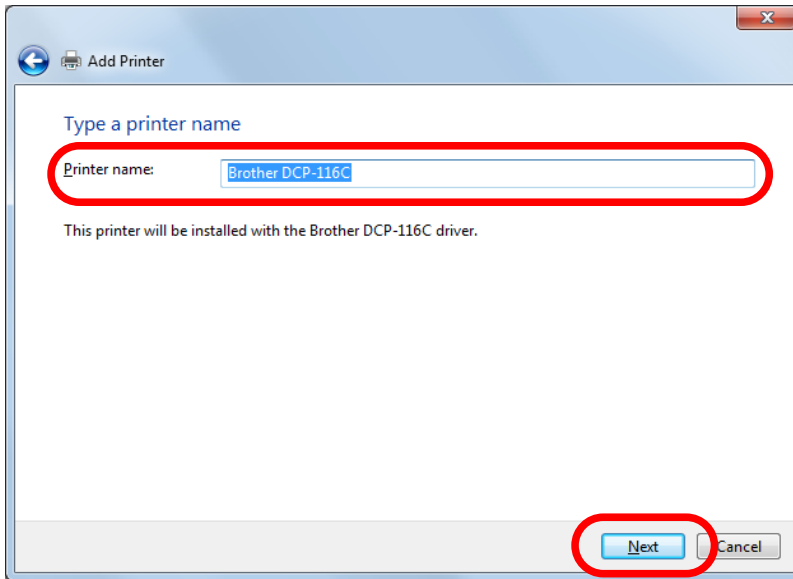 Add Printer
Type a printer name
Printer name: Brother DCP-116C
This printer will be installed with the Brother DCP-116C driver.
Next Cancel